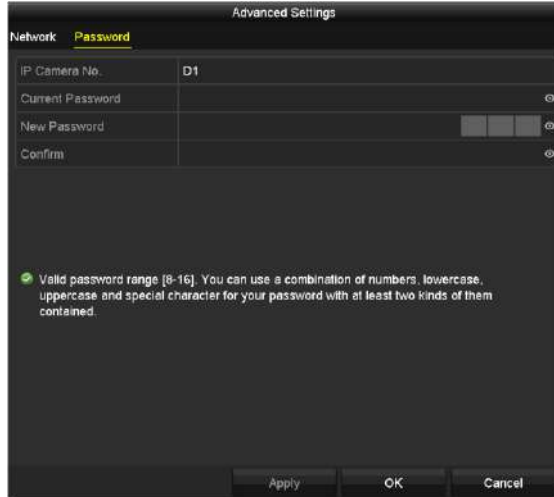 Advanced Settings
Network Password
IP Camera No. D1
Current Password
New Password
Confirm
Valid password range [8-16]. You can use a combination of numbers, lowercase,
uppercase and special character for your password with at least two kinds of them
contained.
Apply OK Cancel